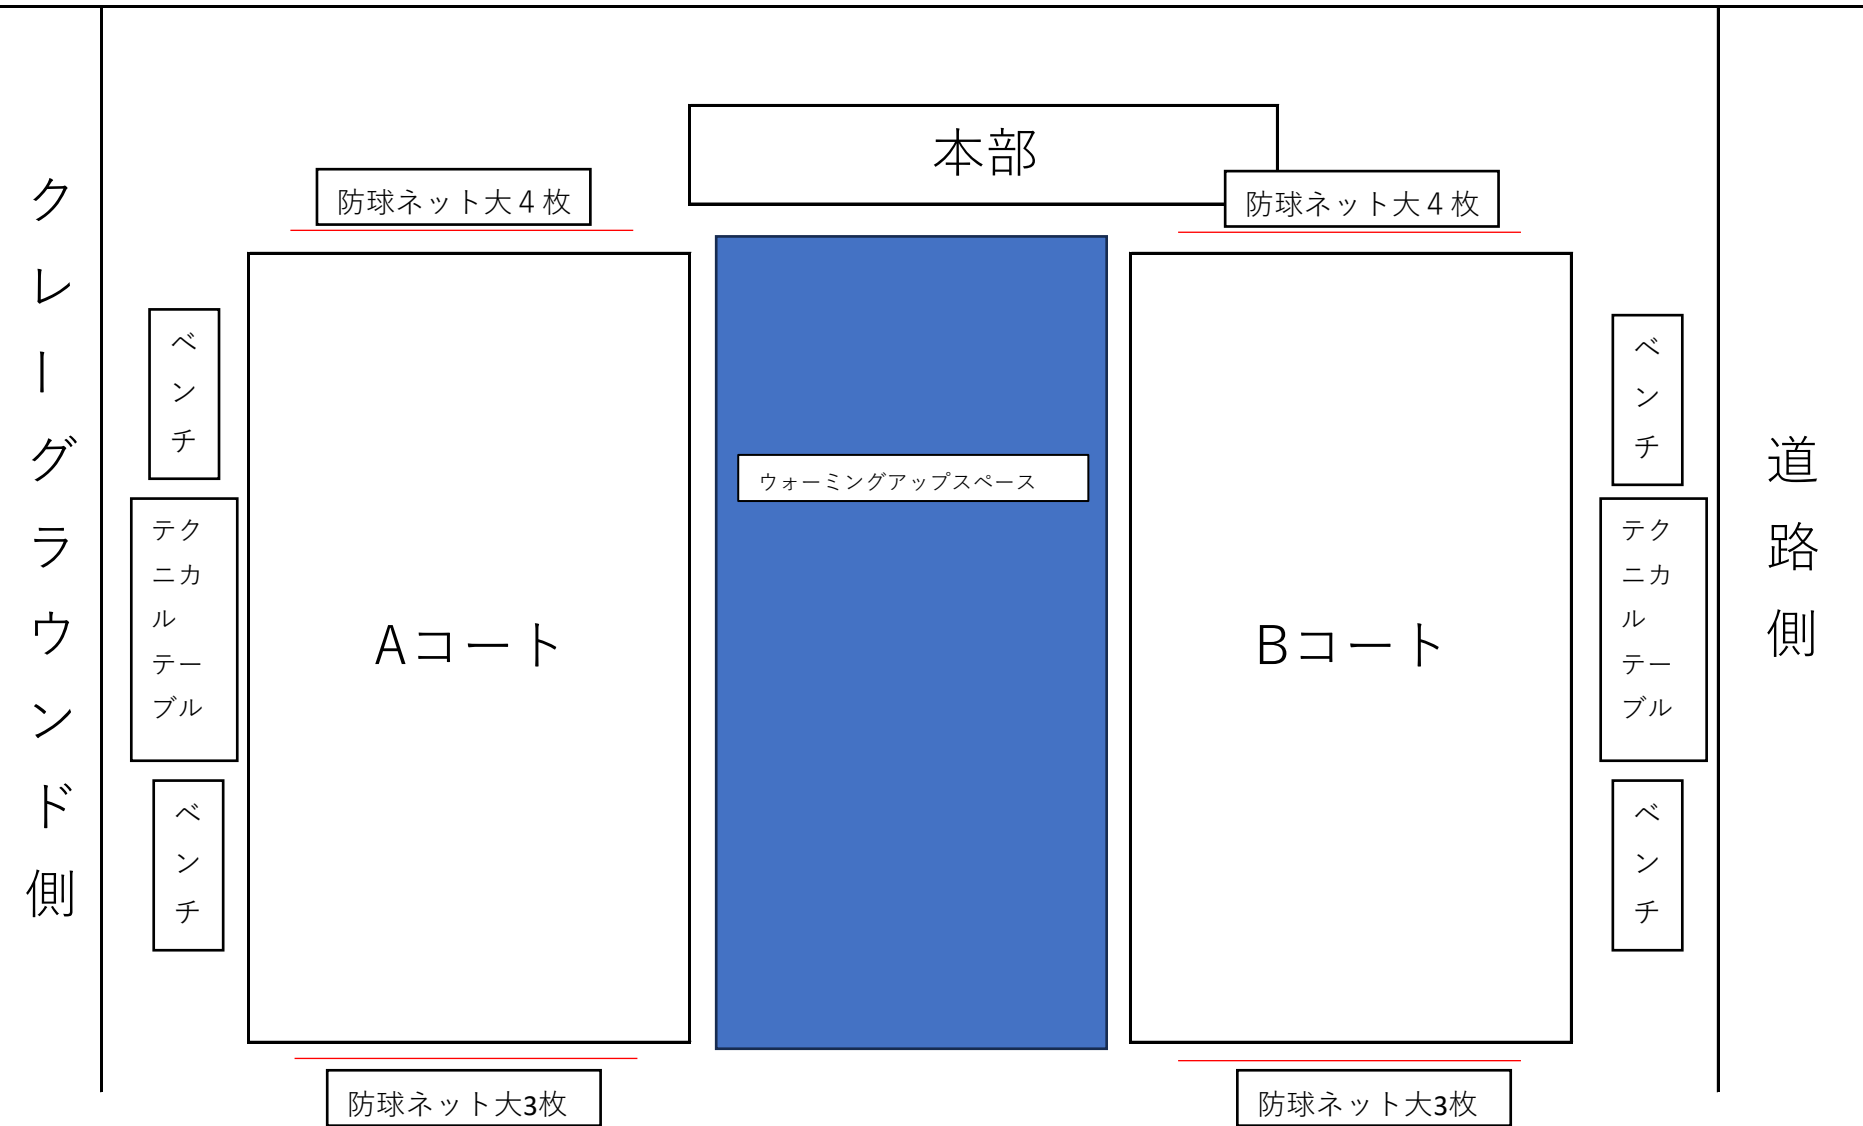 本部
防球ネット大４枚
防球ネット大４枚
クレーグラウンド側
ベンチ
ベンチ
ウォーミングアップスペース
道路側
テク
ニカ
ル
テー
ブル
Aコート
Bコート
テク
ニカ
ル
テー
ブル
ベンチ
ベンチ
防球ネット大3枚
防球ネット大3枚